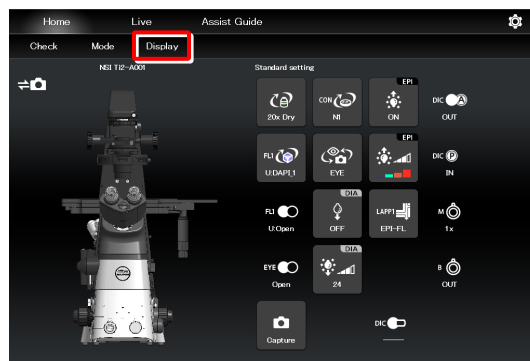 Home Live Assist Guide
Check Mode Display
NSI Ti2-A001
Standard setting
20x Dry
CON
N1
EPI
ON
DIC A
OUT
FL1
U:DAPI_1
EYE
EPI
DIC P
IN
FL1
U:Open
DIA
OFF
LAPP1
EPI-FL
M
1x
EYE
Open
DIA
24
B
OUT
Capture
DIC